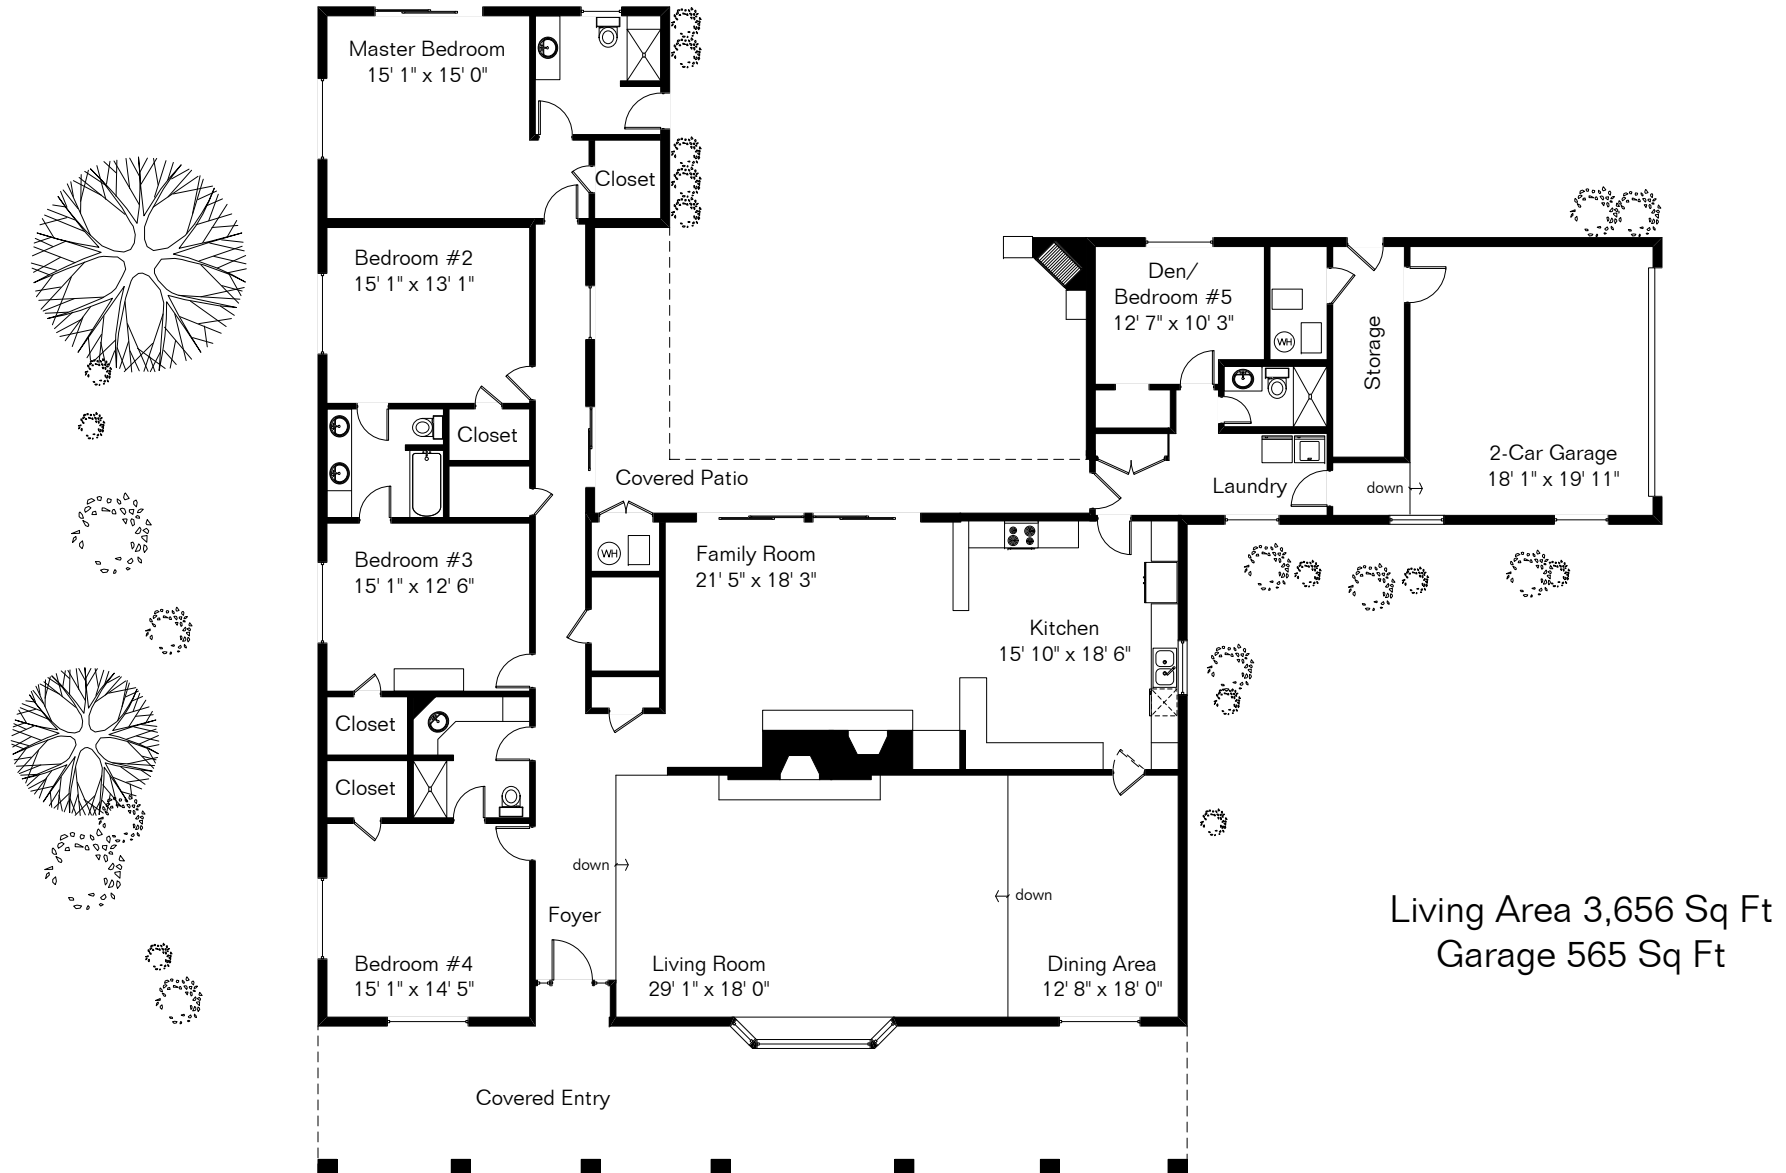 Master Bedroom
15' 1" x 15' 0"
Closet
Bedroom #2
15' 1" x 13' 1"
Den/
Bedroom #5
12' 7" x 10' 3"
WH
Storage
Closet
Covered Patio
Laundry
down
2-Car Garage
18' 1" x 19' 11"
Bedroom #3
15' 1" x 12' 6"
WH
Family Room
21' 5" x 18' 3"
Kitchen
15' 10" x 18' 6"
Closet
Closet
down
down
Foyer
Living Area 3,656 Sq Ft
Garage 565 Sq Ft
Bedroom #4
15' 1" x 14' 5"
Living Room
29' 1" x 18' 0"
Dining Area
12' 8" x 18' 0"
Covered Entry